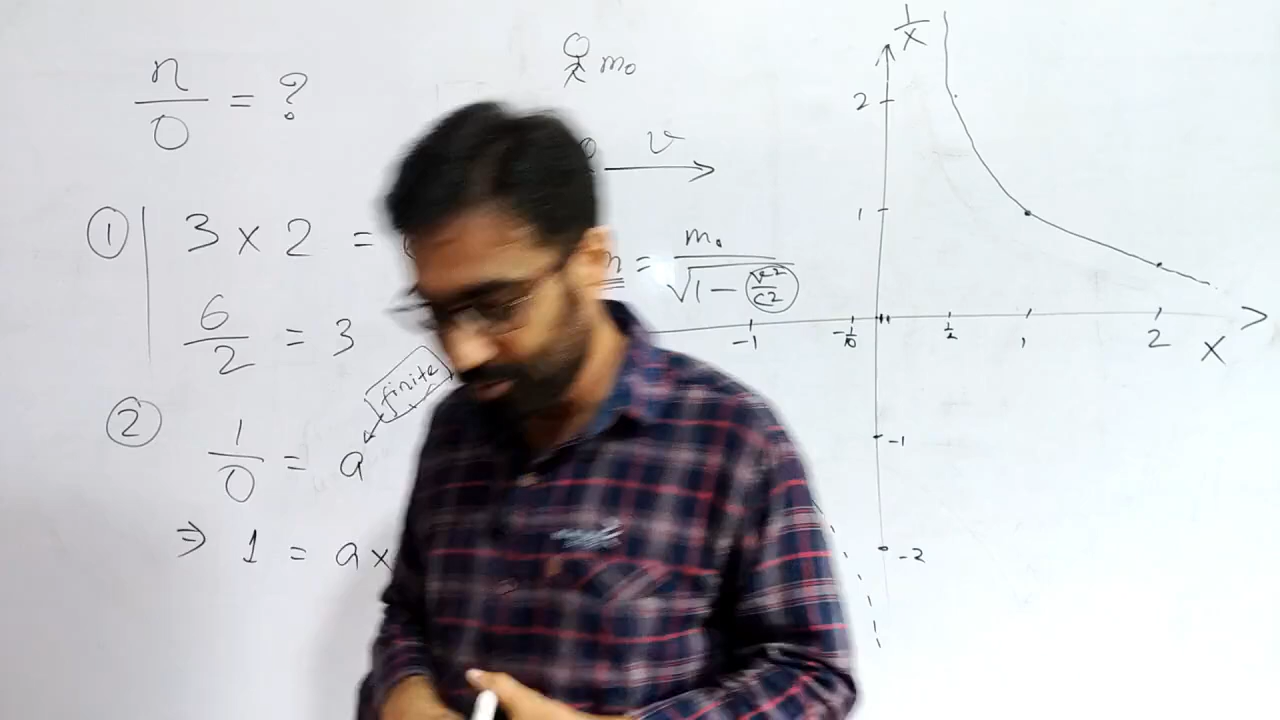 n/0 = ?
① 3 × 2 =
6/2 = 3
② 1/0 = a
finite
⇒ 1 = a ×
m₀
v
m₀
√1 - v²/c²
1/x
2
1
-1
-1/10
1/2
1
2
x
-1
-2